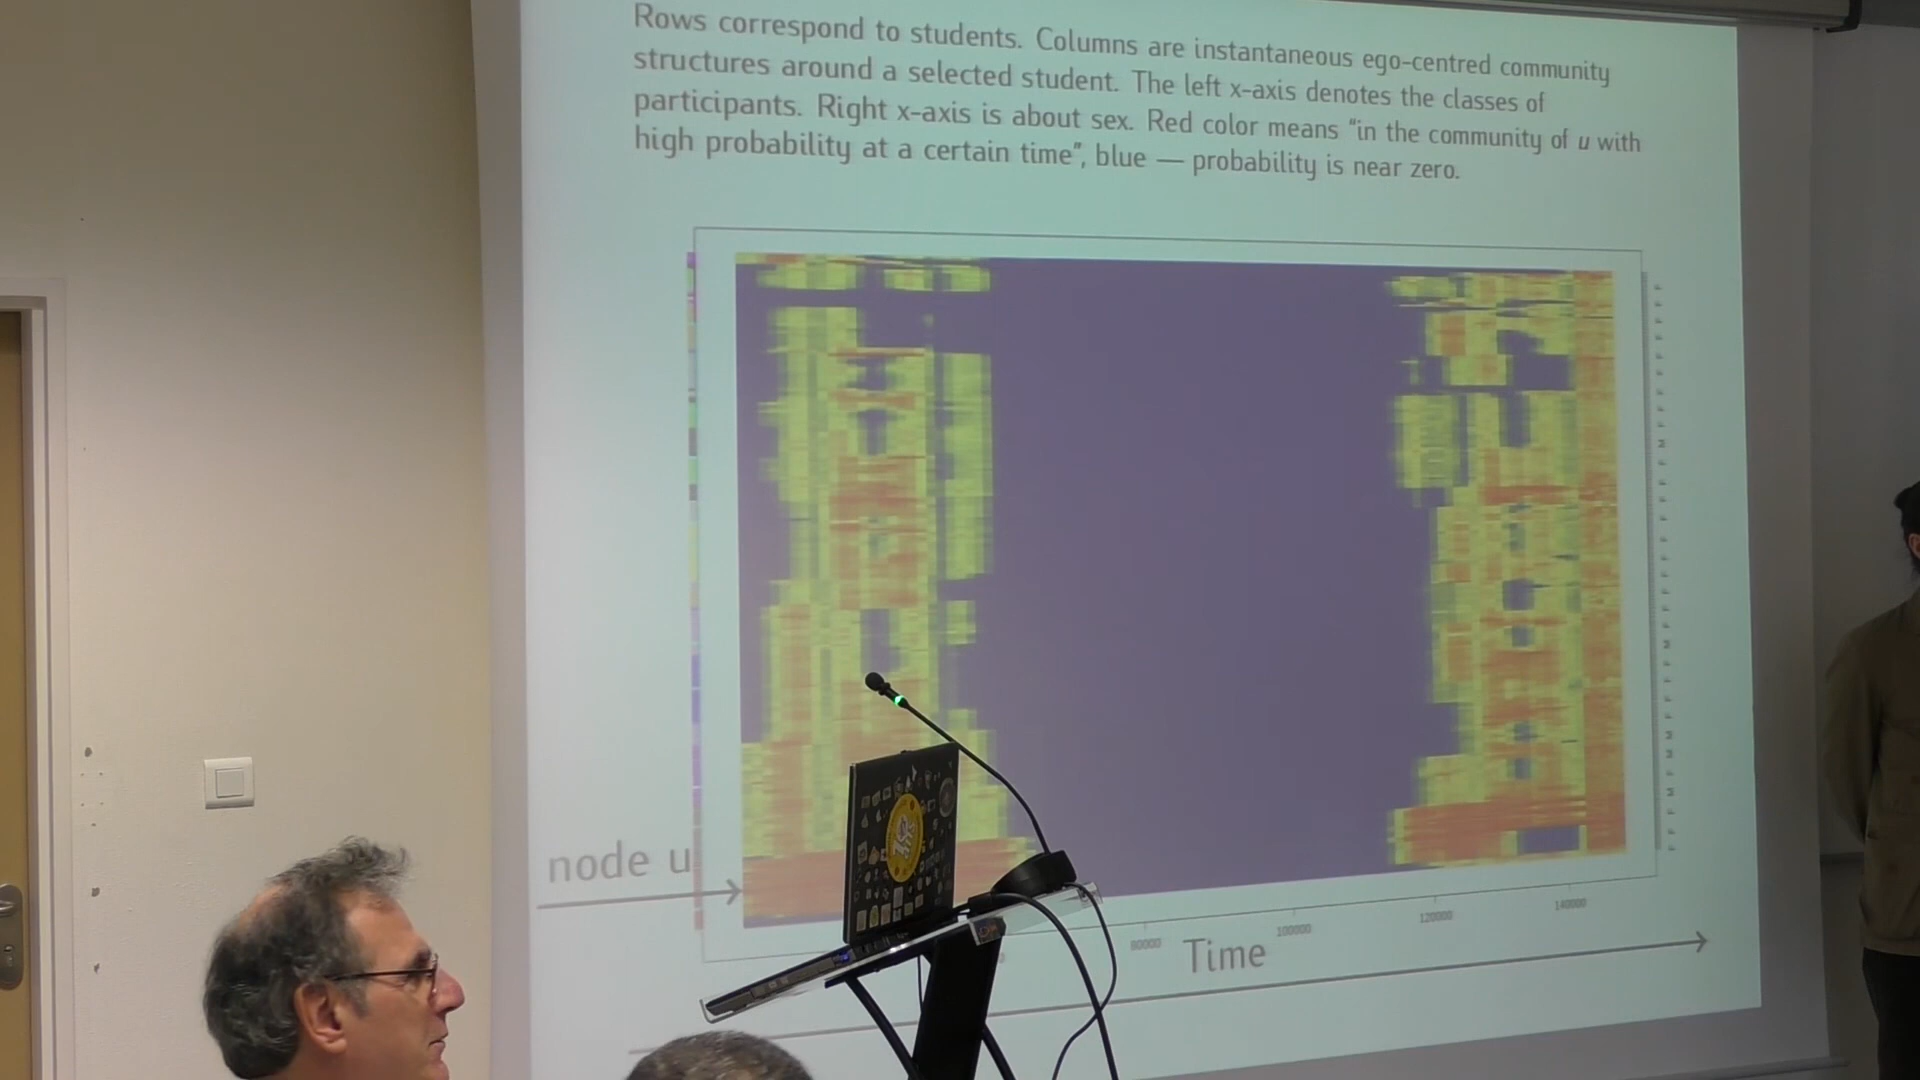 Rows correspond to students. Columns are instantaneous ego-centred community
structures around a selected student. The left x-axis denotes the classes of
participants. Right x-axis is about sex. Red color means "in the community of u with
high probability at a certain time", blue — probability is near zero.
node u
80000
100000
120000
140000
Time